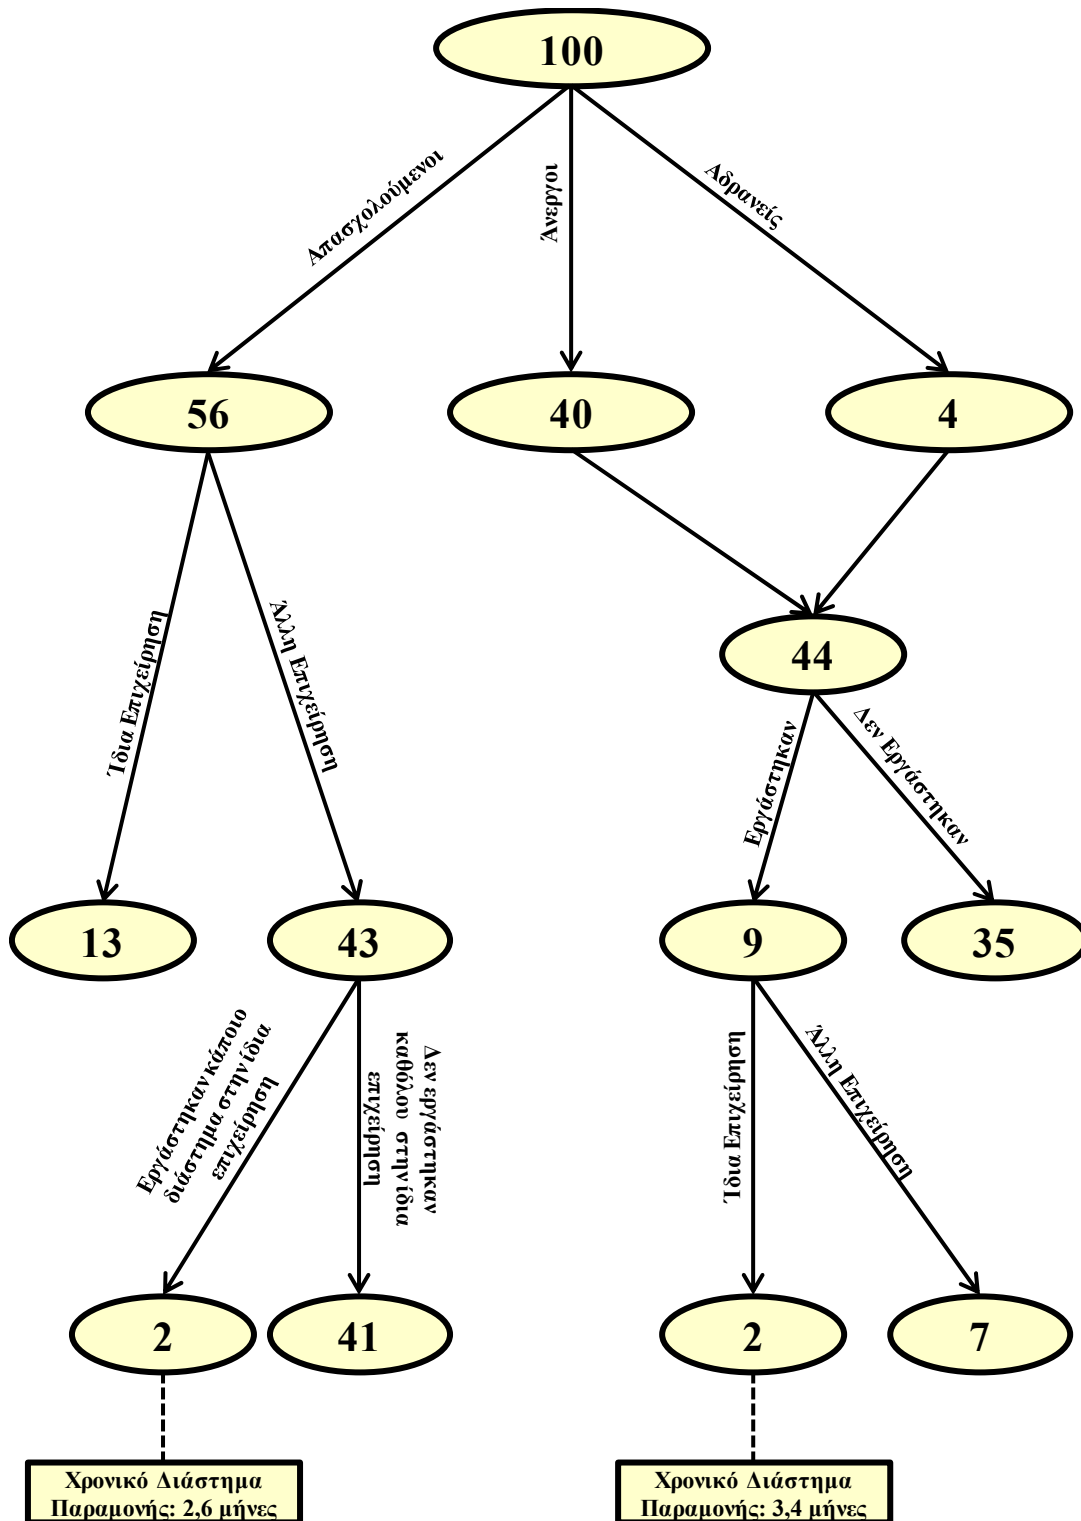 100
Απασχολούμενοι
Άνεργοι
Αδρανείς
56
40
4
44
Ίδια Επιχείρηση
Άλλη Επιχείρηση
Εργάστηκαν
Δεν Εργάστηκαν
13
43
9
35
Εργάστηκαν κάποιο
διάστημα στην ίδια
επιχείρηση
Δεν εργάστηκαν
καθόλου στην ίδια
επιχείρηση
Ίδια Επιχείρηση
Άλλη Επιχείρηση
2
41
2
7
Χρονικό Διάστημα
Παραμονής: 2,6 μήνες
Χρονικό Διάστημα
Παραμονής: 3,4 μήνες